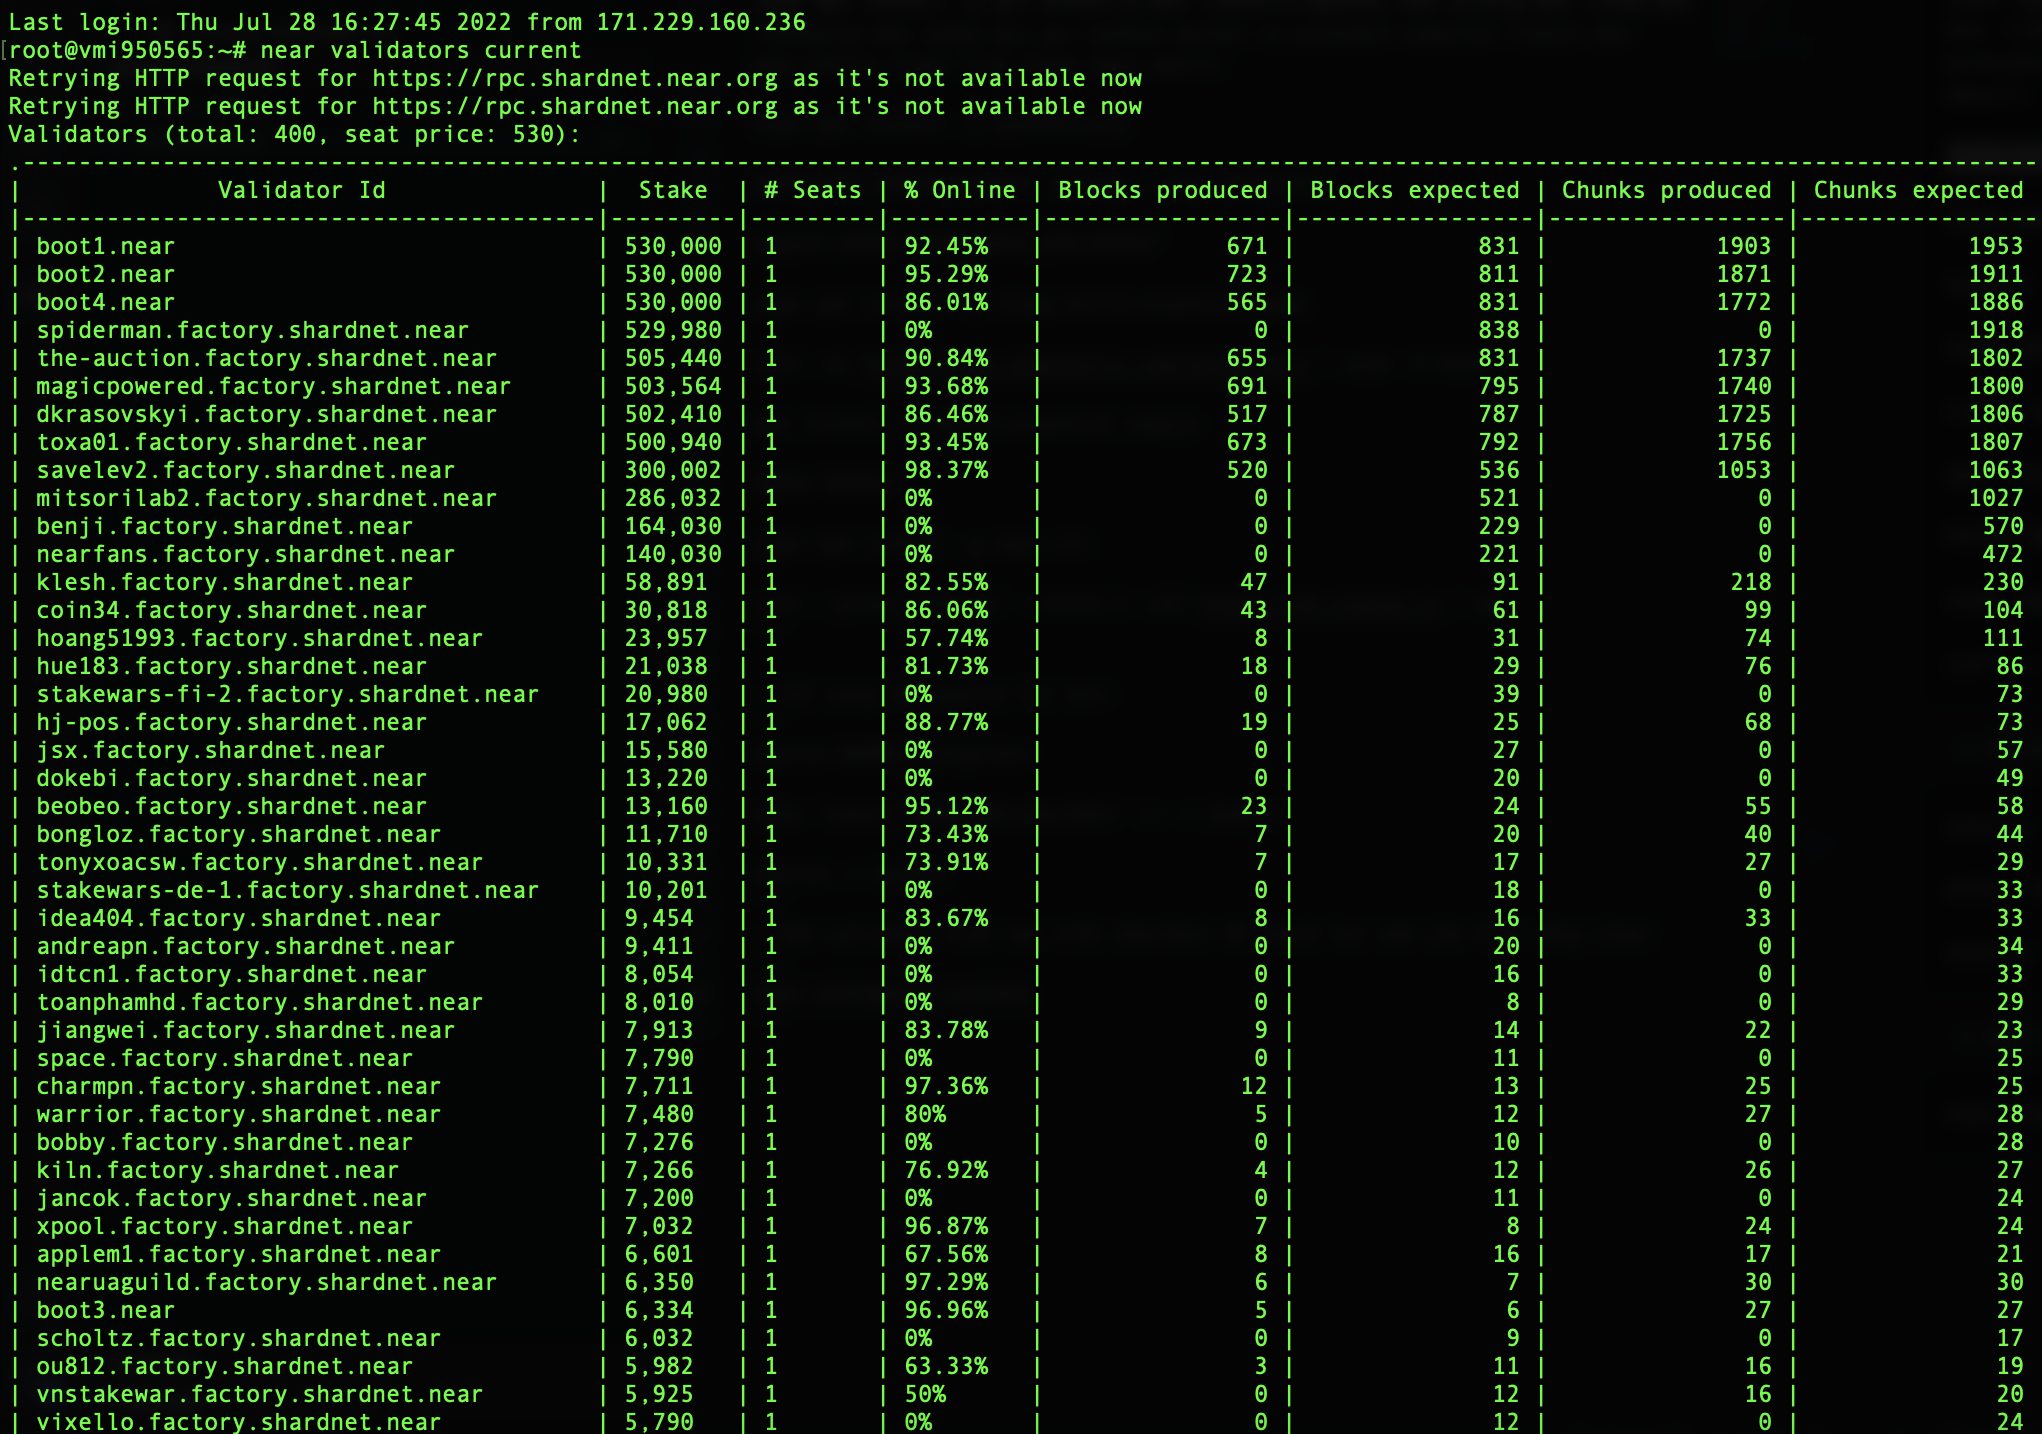 Last login: Thu Jul 28 16:27:45 2022 from 171.229.160.236
[root@vmi950565:~# near validators current
Retrying HTTP request for https://rpc.shardnet.near.org as it's not available now
Retrying HTTP request for https://rpc.shardnet.near.org as it's not available now
Validators (total: 400, seat price: 530):
.------------------------------------------------------------------------------------------------------------------------------------------------
| Validator Id | Stake | # Seats | % Online | Blocks produced | Blocks expected | Chunks produced | Chunks expected
|-----------------------------------------|---------|---------|----------|-----------------|-----------------|-----------------|-----------------
| boot1.near | 530,000 | 1 | 92.45% | 671 | 831 | 1903 | 1953
| boot2.near | 530,000 | 1 | 95.29% | 723 | 811 | 1871 | 1911
| boot4.near | 530,000 | 1 | 86.01% | 565 | 831 | 1772 | 1886
| spiderman.factory.shardnet.near | 529,980 | 1 | 0% | 0 | 838 | 0 | 1918
| the-auction.factory.shardnet.near | 505,440 | 1 | 90.84% | 655 | 831 | 1737 | 1802
| magicpowered.factory.shardnet.near | 503,564 | 1 | 93.68% | 691 | 795 | 1740 | 1800
| dkrasovskyi.factory.shardnet.near | 502,410 | 1 | 86.46% | 517 | 787 | 1725 | 1806
| toxa01.factory.shardnet.near | 500,940 | 1 | 93.45% | 673 | 792 | 1756 | 1807
| savelev2.factory.shardnet.near | 300,002 | 1 | 98.37% | 520 | 536 | 1053 | 1063
| mitsorilab2.factory.shardnet.near | 286,032 | 1 | 0% | 0 | 521 | 0 | 1027
| benji.factory.shardnet.near | 164,030 | 1 | 0% | 0 | 229 | 0 | 570
| nearfans.factory.shardnet.near | 140,030 | 1 | 0% | 0 | 221 | 0 | 472
| klesh.factory.shardnet.near | 58,891 | 1 | 82.55% | 47 | 91 | 218 | 230
| coin34.factory.shardnet.near | 30,818 | 1 | 86.06% | 43 | 61 | 99 | 104
| hoang51993.factory.shardnet.near | 23,957 | 1 | 57.74% | 8 | 31 | 74 | 111
| hue183.factory.shardnet.near | 21,038 | 1 | 81.73% | 18 | 29 | 76 | 86
| stakewars-fi-2.factory.shardnet.near | 20,980 | 1 | 0% | 0 | 39 | 0 | 73
| hj-pos.factory.shardnet.near | 17,062 | 1 | 88.77% | 19 | 25 | 68 | 73
| jsx.factory.shardnet.near | 15,580 | 1 | 0% | 0 | 27 | 0 | 57
| dokebi.factory.shardnet.near | 13,220 | 1 | 0% | 0 | 20 | 0 | 49
| beobeo.factory.shardnet.near | 13,160 | 1 | 95.12% | 23 | 24 | 55 | 58
| bongloz.factory.shardnet.near | 11,710 | 1 | 73.43% | 7 | 20 | 40 | 44
| tonyxoacsw.factory.shardnet.near | 10,331 | 1 | 73.91% | 7 | 17 | 27 | 29
| stakewars-de-1.factory.shardnet.near | 10,201 | 1 | 0% | 0 | 18 | 0 | 33
| idea404.factory.shardnet.near | 9,454 | 1 | 83.67% | 8 | 16 | 33 | 33
| andreapn.factory.shardnet.near | 9,411 | 1 | 0% | 0 | 20 | 0 | 34
| idtcn1.factory.shardnet.near | 8,054 | 1 | 0% | 0 | 16 | 0 | 33
| toanphamhd.factory.shardnet.near | 8,010 | 1 | 0% | 0 | 8 | 0 | 29
| jiangwei.factory.shardnet.near | 7,913 | 1 | 83.78% | 9 | 14 | 22 | 23
| space.factory.shardnet.near | 7,790 | 1 | 0% | 0 | 11 | 0 | 25
| charmpn.factory.shardnet.near | 7,711 | 1 | 97.36% | 12 | 13 | 25 | 25
| warrior.factory.shardnet.near | 7,480 | 1 | 80% | 5 | 12 | 27 | 28
| bobby.factory.shardnet.near | 7,276 | 1 | 0% | 0 | 10 | 0 | 28
| kiln.factory.shardnet.near | 7,266 | 1 | 76.92% | 4 | 12 | 26 | 27
| jancok.factory.shardnet.near | 7,200 | 1 | 0% | 0 | 11 | 0 | 24
| xpool.factory.shardnet.near | 7,032 | 1 | 96.87% | 7 | 8 | 24 | 24
| applem1.factory.shardnet.near | 6,601 | 1 | 67.56% | 8 | 16 | 17 | 21
| nearuaguild.factory.shardnet.near | 6,350 | 1 | 97.29% | 6 | 7 | 30 | 30
| boot3.near | 6,334 | 1 | 96.96% | 5 | 6 | 27 | 27
| scholtz.factory.shardnet.near | 6,032 | 1 | 0% | 0 | 9 | 0 | 17
| ou812.factory.shardnet.near | 5,982 | 1 | 63.33% | 3 | 11 | 16 | 19
| vnstakewar.factory.shardnet.near | 5,925 | 1 | 50% | 0 | 12 | 16 | 20
| vixello.factory.shardnet.near | 5,790 | 1 | 0% | 0 | 12 | 0 | 24